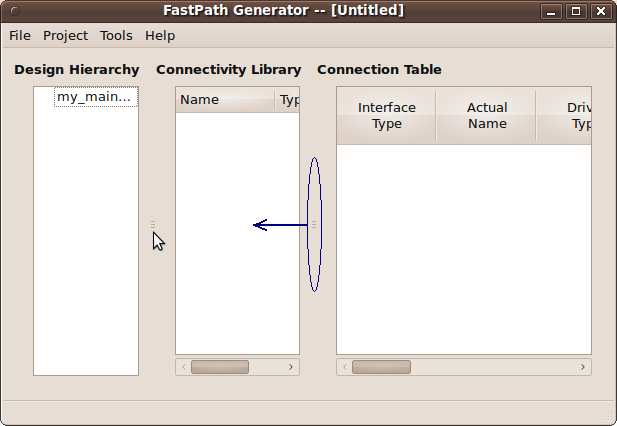 FastPath Generator -- [Untitled]
File Project Tools Help
Design Hierarchy Connectivity Library Connection Table
my_main...
Name Typ
Interface Type
Actual Name
Driv Typ